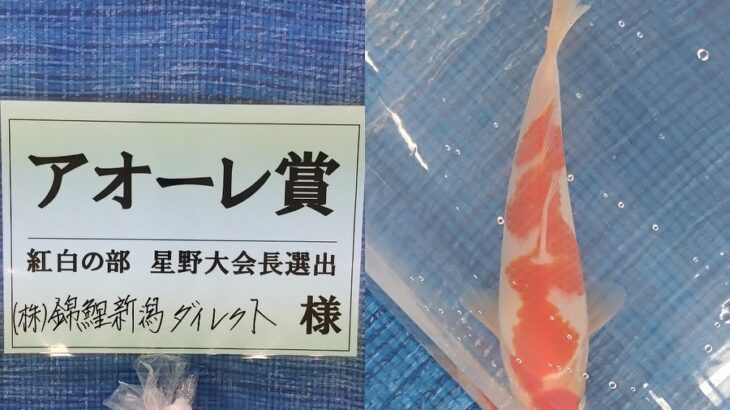 アオーレ賞
紅白の部 星野大会長選出
(株)錦鯉新潟ダイレクト 様